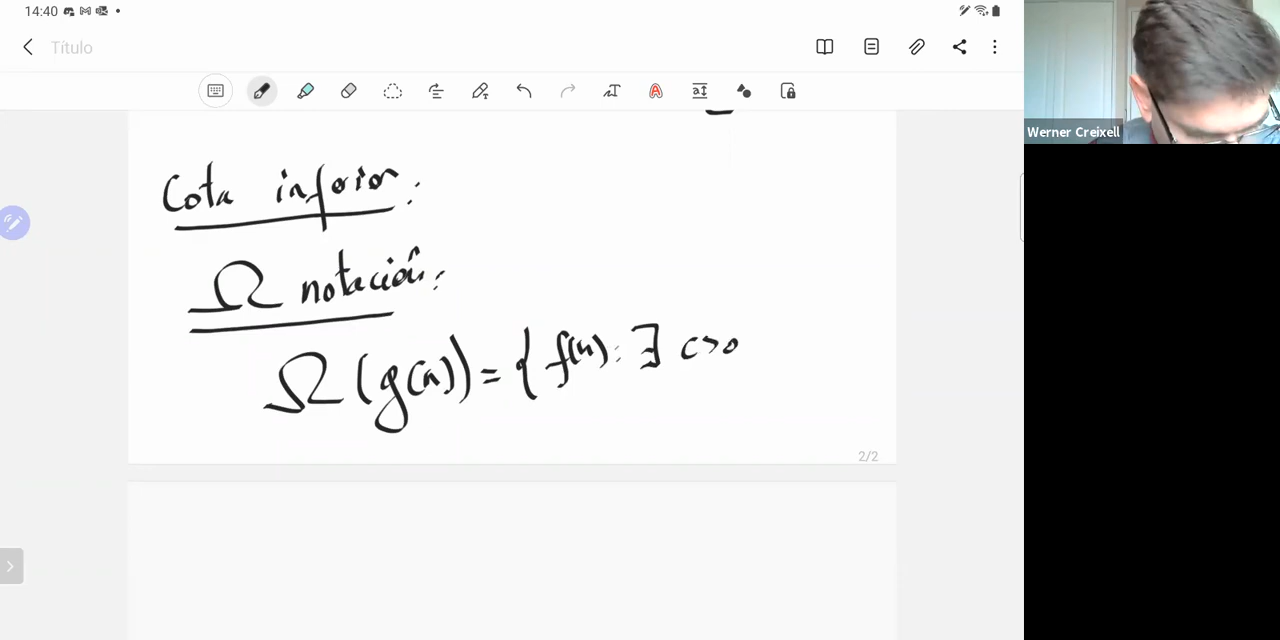 14:40
Título
Werner Creixell
Cota inferior:
Ω notación:
Ω(g(n)) = { f(n): ∃ c>0
2/2